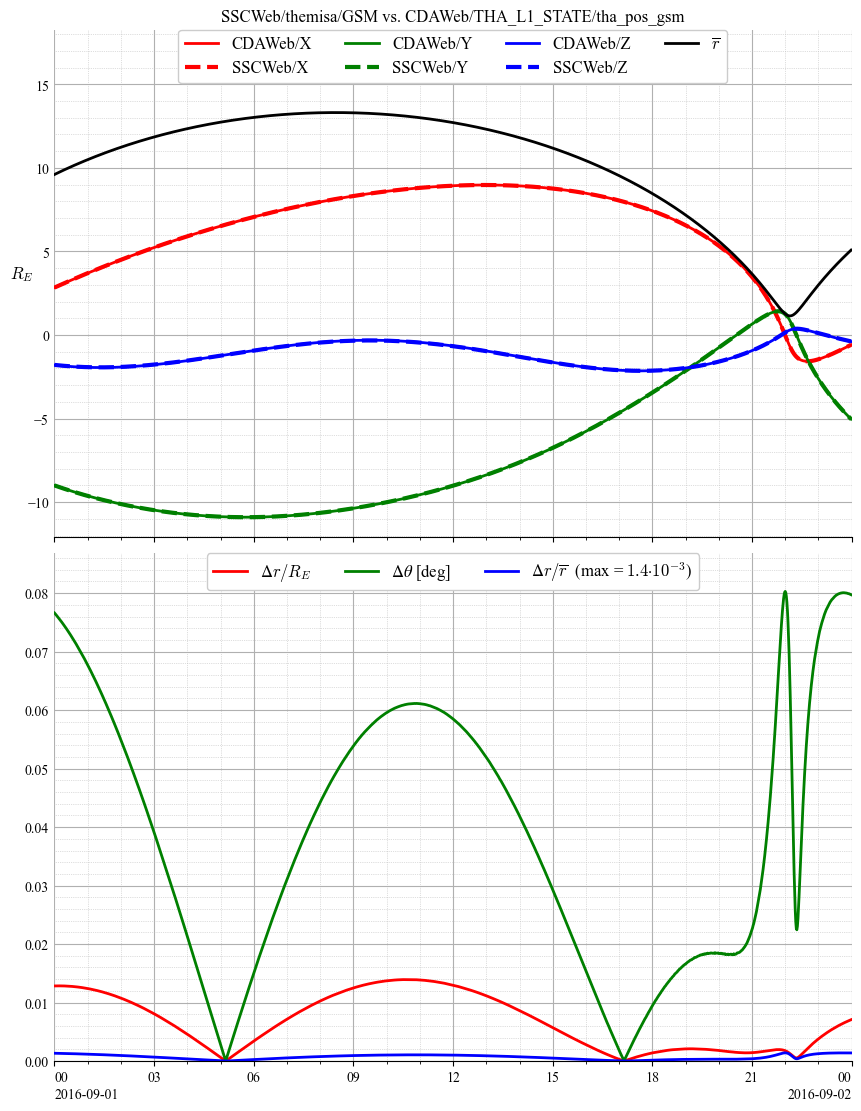 SSCWeb/themisa/GSM vs. CDAWeb/THA_L1_STATE/tha_pos_gsm
CDAWeb/X CDAWeb/Y CDAWeb/Z r̅
SSCWeb/X SSCWeb/Y SSCWeb/Z
15
10
5
R_E
0
−5
−10
Δr/R_E Δθ [deg] Δr/r̅ (max = 1.4·10⁻³)
0.08
0.07
0.06
0.05
0.04
0.03
0.02
0.01
0.00
00 03 06 09 12 15 18 21 00
2016-09-01 2016-09-02